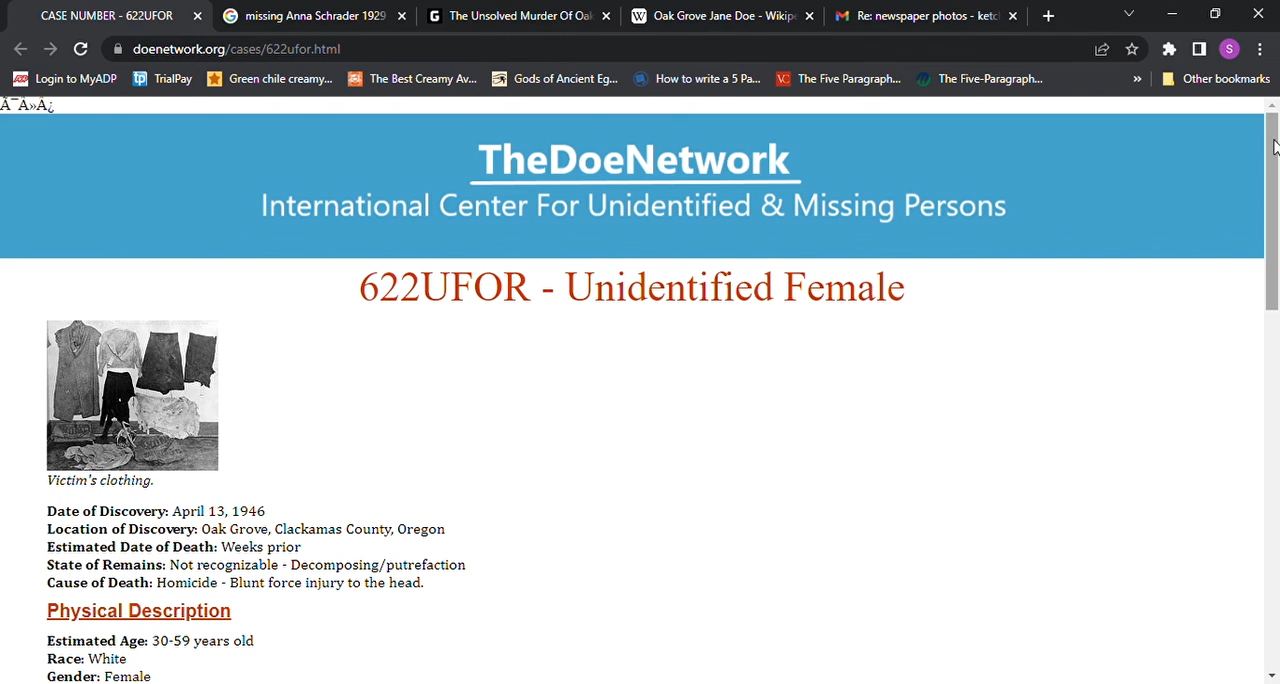 CASE NUMBER - 622UFOR
missing Anna Schrader 1929
The Unsolved Murder Of Oak
Oak Grove Jane Doe - Wikipe
Re: newspaper photos - ketc
doenetwork.org/cases/622ufor.html
S
Login to MyADP
tp
TrialPay
Green chile creamy...
The Best Creamy Av...
Gods of Ancient Eg...
How to write a 5 Pa...
VC
The Five Paragraph...
The Five-Paragraph...
»
Other bookmarks
Ã¯Â»Â¿
TheDoeNetwork
International Center For Unidentified & Missing Persons
622UFOR - Unidentified Female
Victim's clothing.
Date of Discovery: April 13, 1946
Location of Discovery: Oak Grove, Clackamas County, Oregon
Estimated Date of Death: Weeks prior
State of Remains: Not recognizable - Decomposing/putrefaction
Cause of Death: Homicide - Blunt force injury to the head.
Physical Description
Estimated Age: 30-59 years old
Race: White
Gender: Female